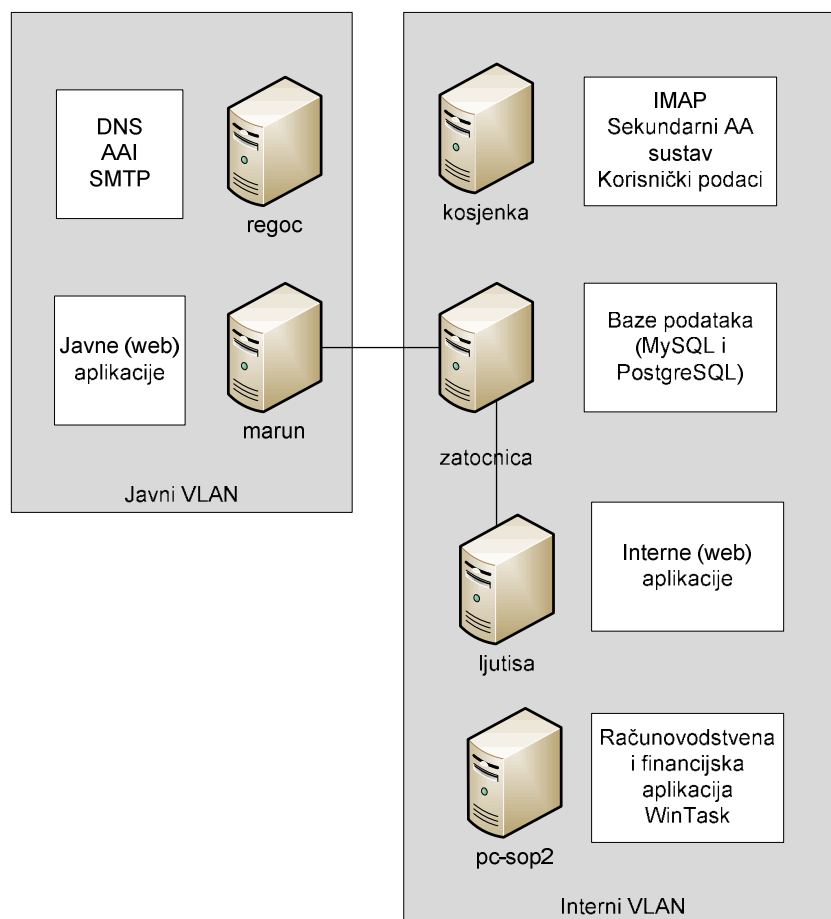 DNS
AAI
SMTP
regoc
Javne (web)
aplikacije
marun
Javni VLAN
kosjenka
IMAP
Sekundarni AA
sustav
Korisnički podaci
zatocnica
Baze podataka
(MySQL i
PostgreSQL)
ljutisa
Interne (web)
aplikacije
pc-sop2
Računovodstvena
i financijska
aplikacija
WinTask
Interni VLAN